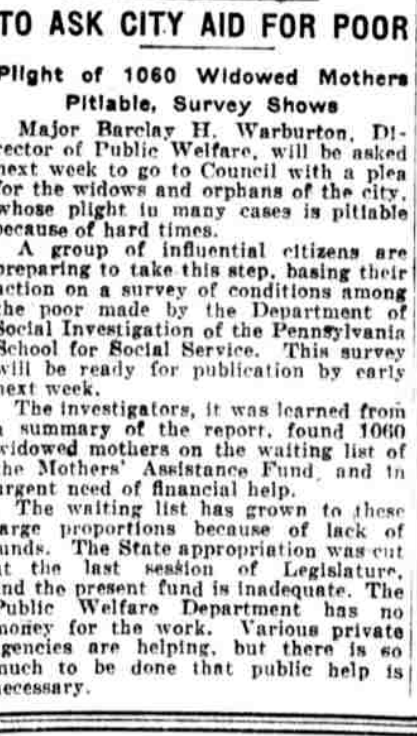 TO ASK CITY AID FOR POOR
Plight of 1060 Widowed Mothers
Pitiable, Survey Shows
Major Barclay H. Warburton, Di-
rector of Public Welfare, will be asked
next week to go to Council with a plea
for the widows and orphans of the city,
whose plight in many cases is pitiable
because of hard times.
A group of influential citizens are
preparing to take this step, basing their
action on a survey of conditions among
the poor made by the Department of
Social Investigation of the Pennsylvania
School for Social Service. This survey
will be ready for publication by early
next week.
The investigators, it was learned from
a summary of the report, found 1060
widowed mothers on the waiting list of
the Mothers' Assistance Fund and in
urgent need of financial help.
The waiting list has grown to these
large proportions because of lack of
funds. The State appropriation was cut
at the last session of Legislature,
and the present fund is inadequate. The
Public Welfare Department has no
money for the work. Various private
agencies are helping, but there is so
much to be done that public help is
necessary.